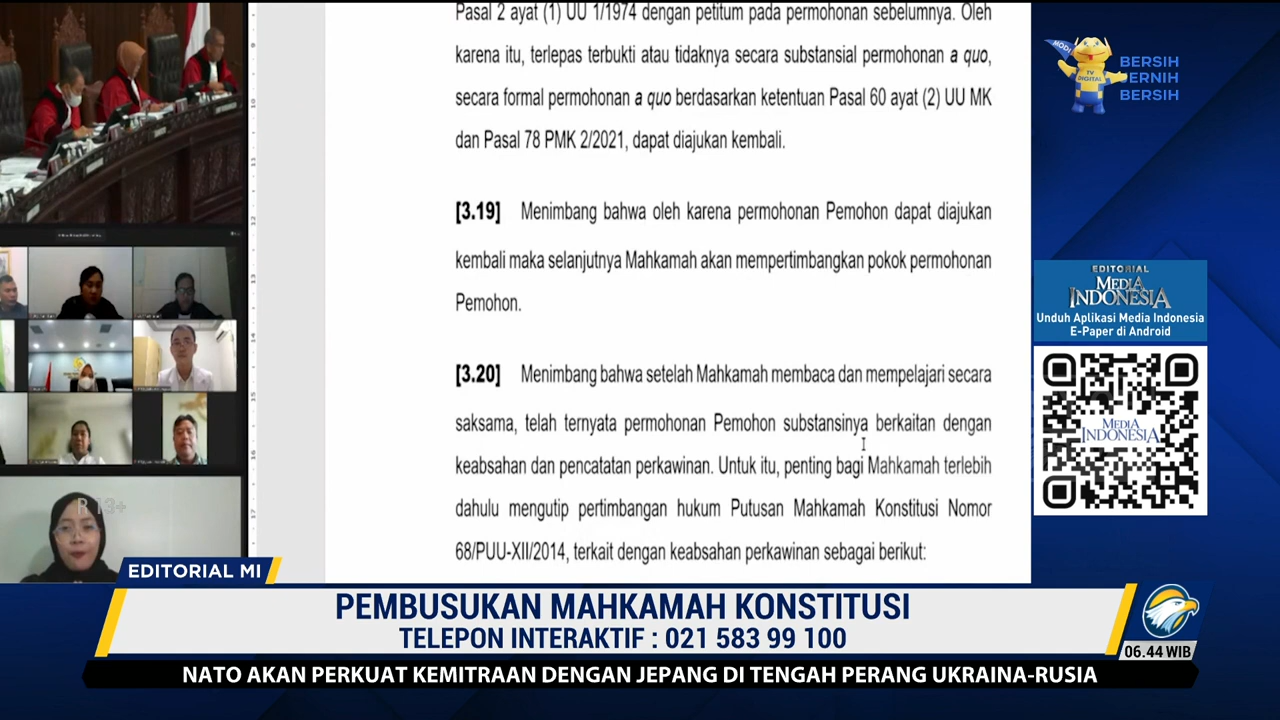 Pasal 2 ayat (1) UU 1/1974 dengan petitum pada permohonan sebelumnya. Oleh
karena itu, terlepas terbukti atau tidaknya secara substansial permohonan a quo,
secara formal permohonan a quo berdasarkan ketentuan Pasal 60 ayat (2) UU MK
dan Pasal 78 PMK 2/2021, dapat diajukan kembali.
[3.19] Menimbang bahwa oleh karena permohonan Pemohon dapat diajukan
kembali maka selanjutnya Mahkamah akan mempertimbangkan pokok permohonan
Pemohon.
[3.20] Menimbang bahwa setelah Mahkamah membaca dan mempelajari secara
saksama, telah ternyata permohonan Pemohon substansinya berkaitan dengan
keabsahan dan pencatatan perkawinan. Untuk itu, penting bagi Mahkamah terlebih
dahulu mengutip pertimbangan hukum Putusan Mahkamah Konstitusi Nomor
68/PUU-XII/2014, terkait dengan keabsahan perkawinan sebagai berikut:
MODI
TV
DIGITAL
BERSIH
JERNIH
BERSIH
EDITORIAL
MEDIA
INDONESIA
Unduh Aplikasi Media Indonesia
E-Paper di Android
MEDIA
INDONESIA
R 13+
EDITORIAL MI
PEMBUSUKAN MAHKAMAH KONSTITUSI
TELEPON INTERAKTIF : 021 583 99 100
06.44 WIB
NATO AKAN PERKUAT KEMITRAAN DENGAN JEPANG DI TENGAH PERANG UKRAINA-RUSIA